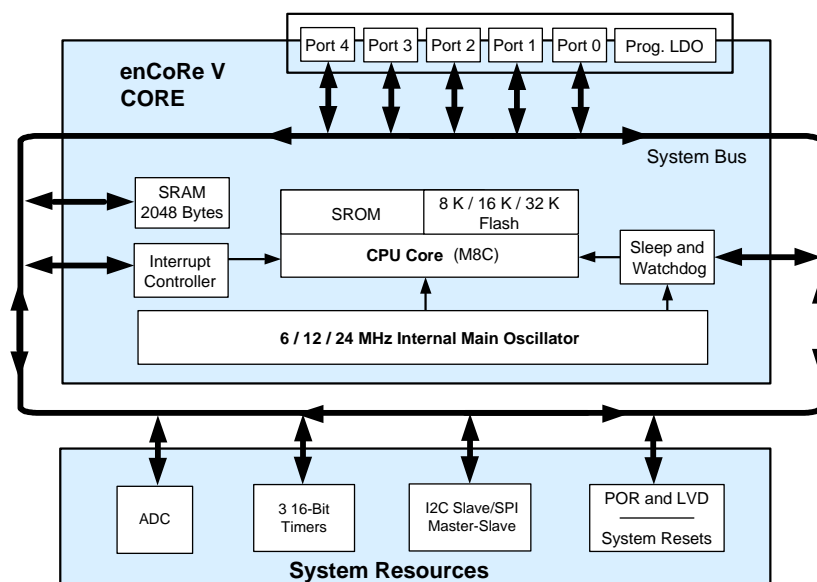 Port 4 Port 3 Port 2 Port 1 Port 0 Prog. LDO
enCoRe V
CORE
System Bus
SRAM
2048 Bytes
SROM
8 K / 16 K / 32 K
Flash
CPU Core (M8C)
Interrupt
Controller
Sleep and
Watchdog
6 / 12 / 24 MHz Internal Main Oscillator
ADC
3 16-Bit
Timers
I2C Slave/SPI
Master-Slave
POR and LVD
System Resets
System Resources